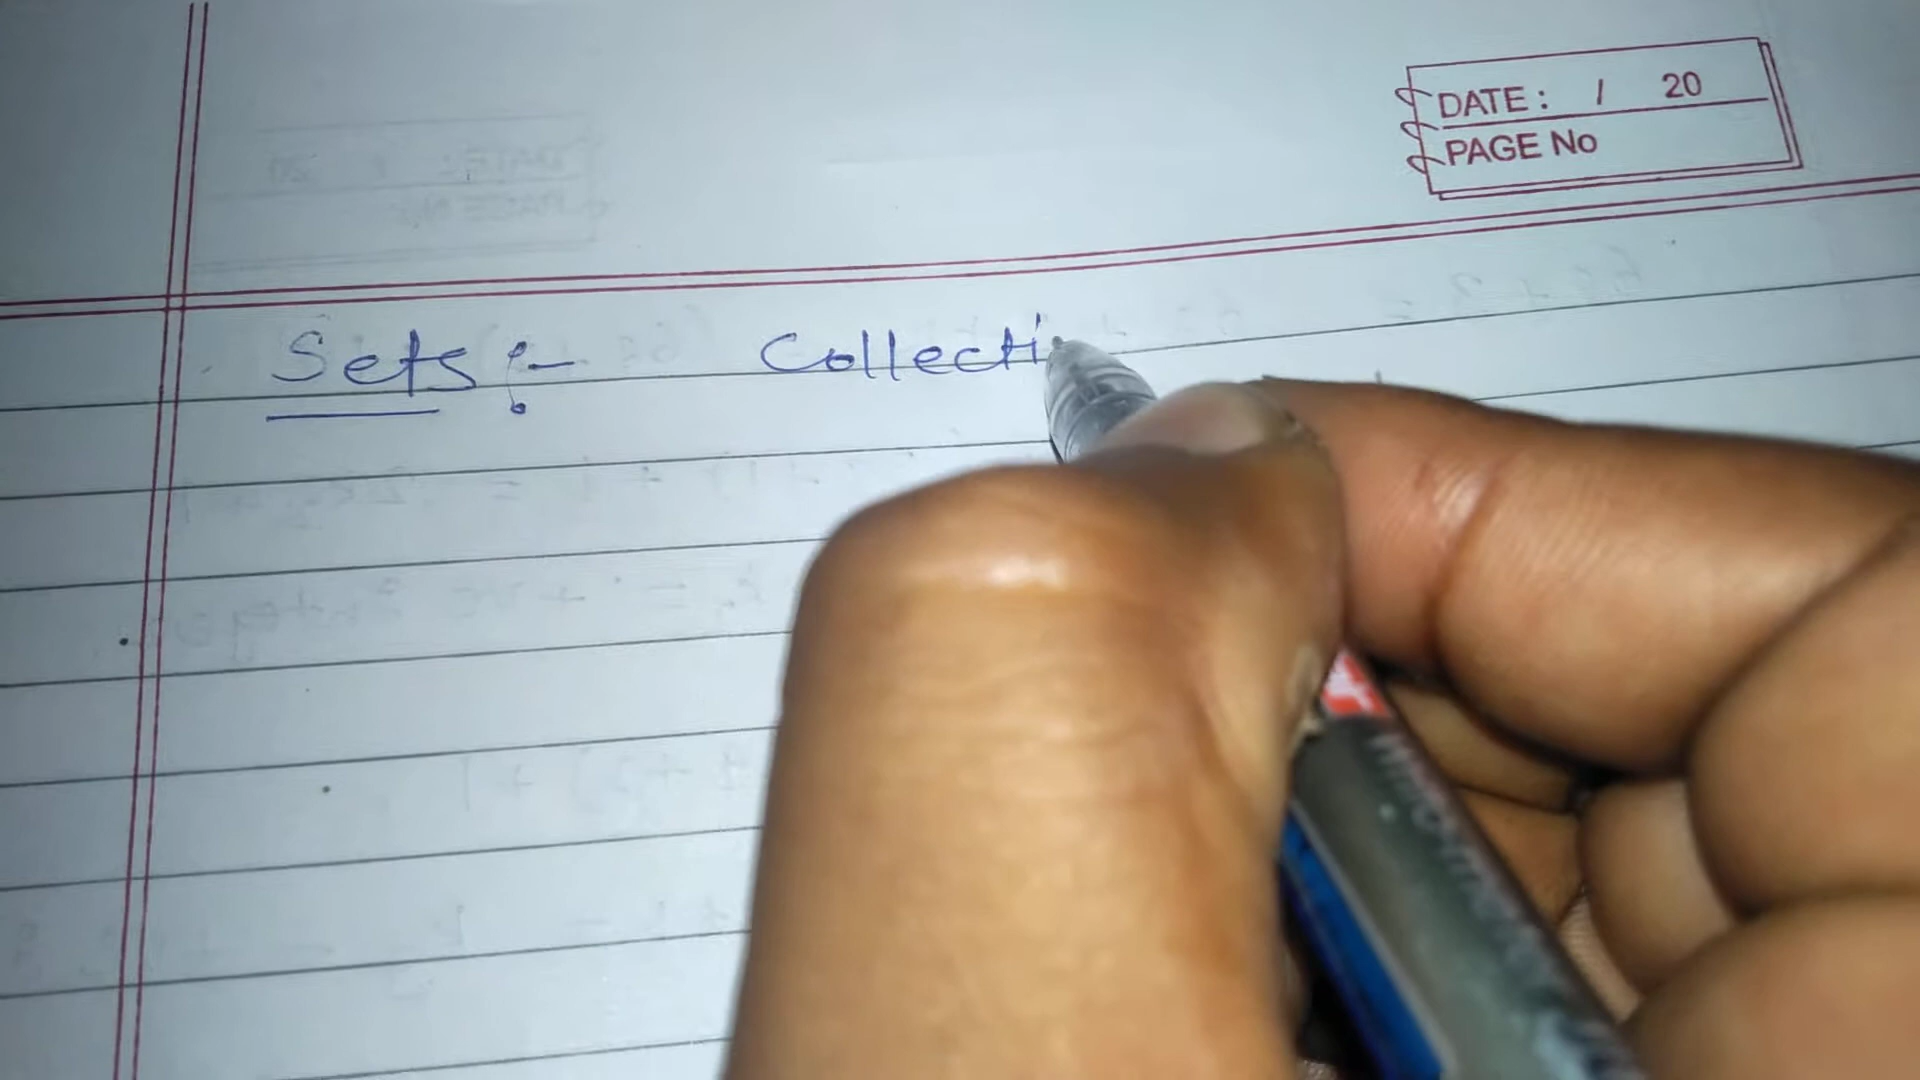 DATE : / 20
PAGE No
Sets :- Collecti